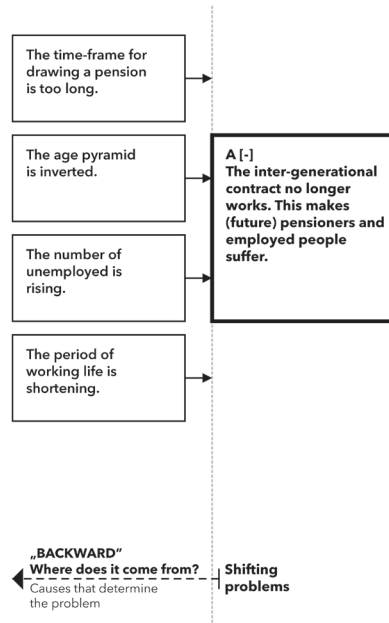 The time-frame for
drawing a pension
is too long.
The age pyramid
is inverted.
The number of
unemployed is
rising.
The period of
working life is
shortening.
A [-]
The inter-generational
contract no longer
works. This makes
(future) pensioners and
employed people
suffer.
„BACKWARD"
Where does it come from?
Causes that determine
the problem
Shifting
problems